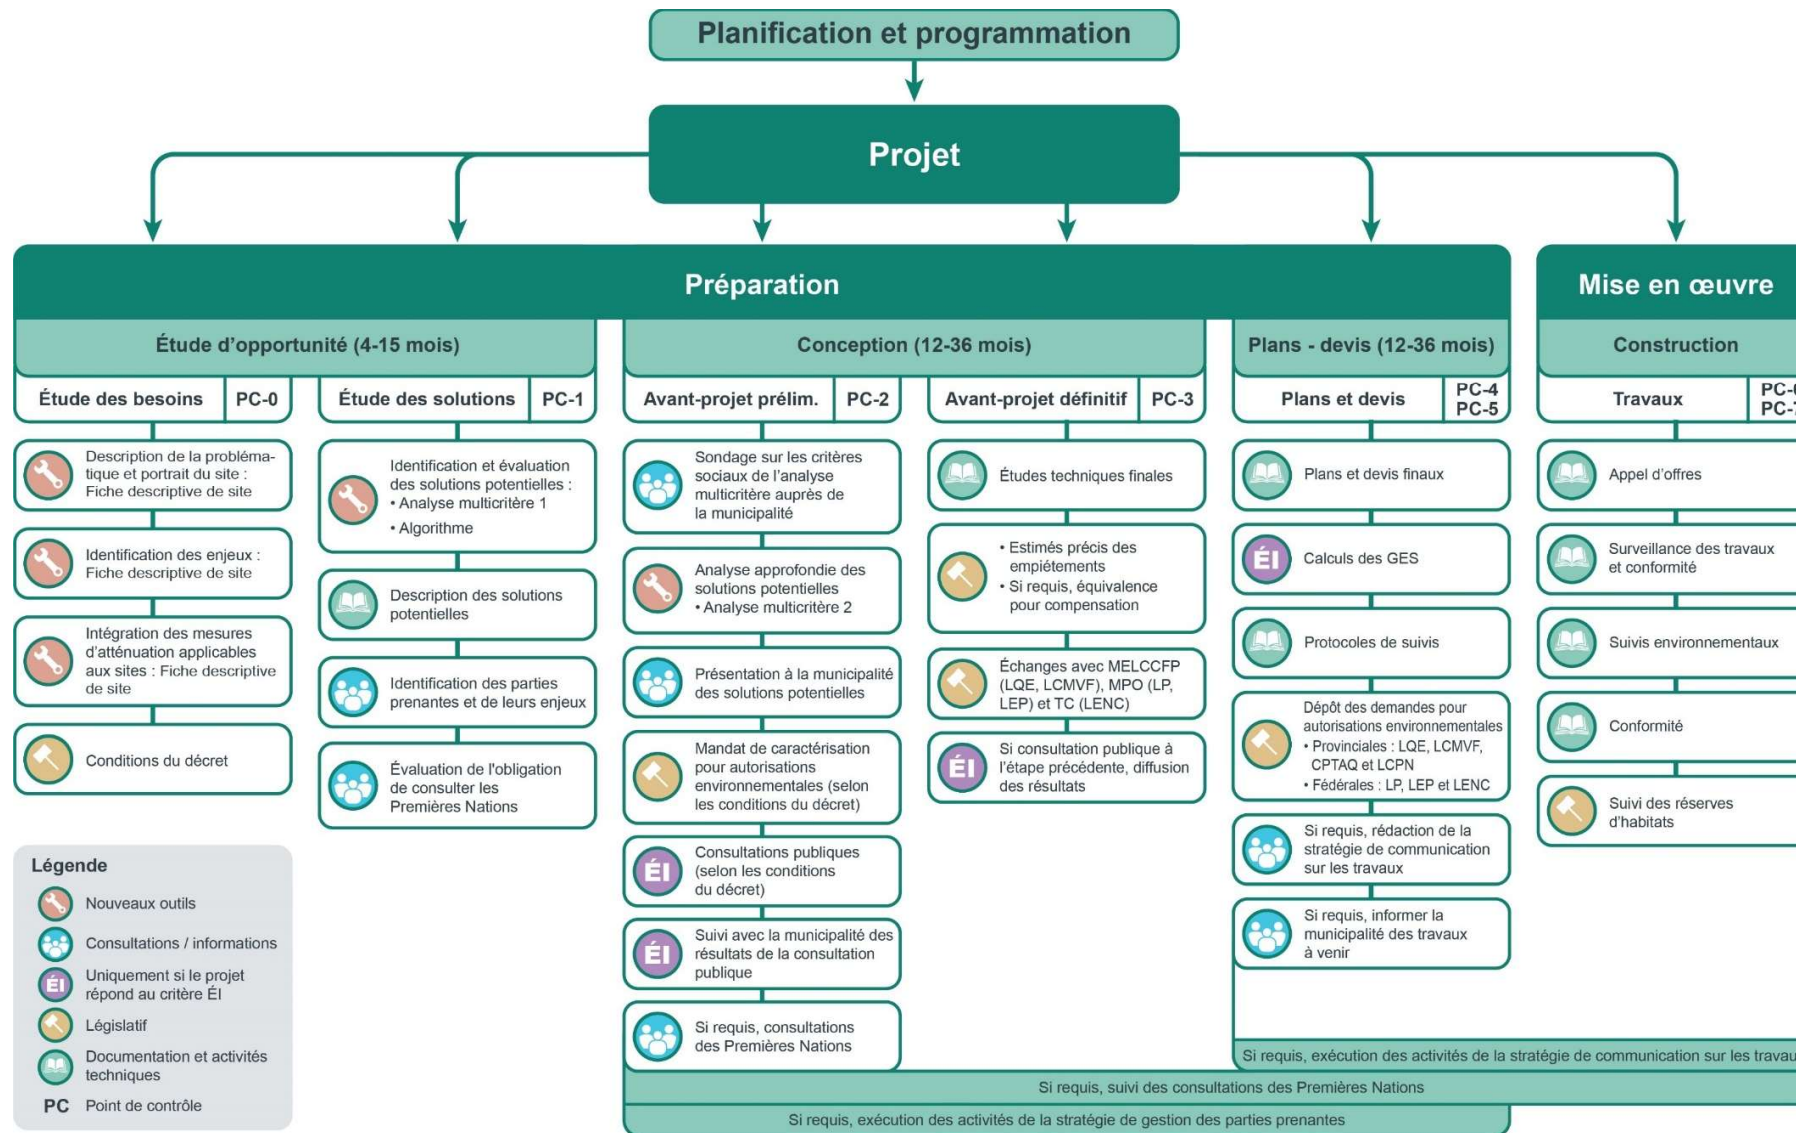 Planification et programmation
Projet
Préparation
Mise en œuvre
Étude d'opportunité (4-15 mois)
Conception (12-36 mois)
Plans - devis (12-36 mois)
Construction
Étude des besoins
PC-0
Étude des solutions
PC-1
Avant-projet prélim.
PC-2
Avant-projet définitif
PC-3
Plans et devis
PC-4
PC-5
Travaux
Description de la probléma-
tique et portrait du site :
Fiche descriptive de site
Identification des enjeux :
Fiche descriptive de site
Intégration des mesures
d'atténuation applicables
aux sites : Fiche descriptive
de site
Conditions du décret
Identification et évaluation
des solutions potentielles :
• Analyse multicritère 1
• Algorithme
Description des solutions
potentielles
Identification des parties
prenantes et de leurs enjeux
Évaluation de l'obligation
de consulter les
Premières Nations
Sondage sur les critères
sociaux de l'analyse
multicritère auprès de
la municipalité
Analyse approfondie des
solutions potentielles
• Analyse multicritère 2
Présentation à la municipalité
des solutions potentielles
Mandat de caractérisation
pour autorisations
environnementales (selon
les conditions du décret)
ÉI
Consultations publiques
(selon les conditions
du décret)
ÉI
Suivi avec la municipalité des
résultats de la consultation
publique
Si requis, consultations
des Premières Nations
Études techniques finales
• Estimés précis des
empiétements
• Si requis, équivalence
pour compensation
Échanges avec MELCCFP
(LQE, LCMVF), MPO (LP,
LEP) et TC (LENC)
ÉI
Si consultation publique à
l'étape précédente, diffusion
des résultats
Plans et devis finaux
ÉI
Calculs des GES
Protocoles de suivis
Dépôt des demandes pour
autorisations environnementales
• Provinciales : LQE, LCMVF,
CPTAQ et LCPN
• Fédérales : LP, LEP et LENC
Si requis, rédaction de la
stratégie de communication
sur les travaux
Si requis, informer la
municipalité des travaux
à venir
Appel d'offres
Surveillance des travaux
et conformité
Suivis environnementaux
Conformité
Suivi des réserves
d'habitats
Si requis, exécution des activités de la stratégie de communication sur les
Si requis, suivi des consultations des Premières Nations
Si requis, exécution des activités de la stratégie de gestion des parties prenantes
Légende
Nouveaux outils
Consultations / informations
ÉI
Uniquement si le projet
répond au critère ÉI
Législatif
Documentation et activités
techniques
PC
Point de contrôle